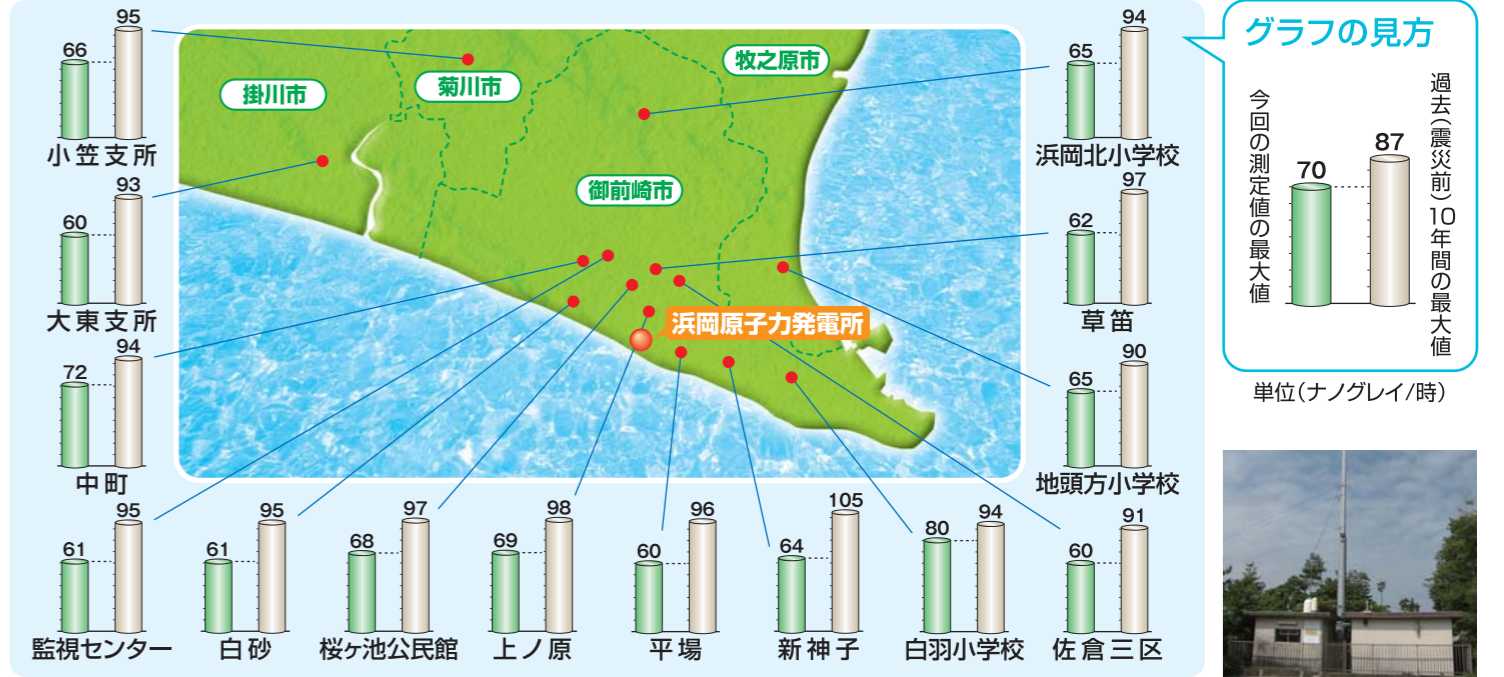 66
95
小笠支所
60
93
大東支所
72
94
中町
61
95
監視センター
61
95
白砂
68
97
桜ヶ池公民館
69
98
上ノ原
60
96
平場
64
105
新神子
80
94
白羽小学校
60
91
佐倉三区
65
94
浜岡北小学校
62
97
草笛
65
90
地頭方小学校
掛川市
菊川市
牧之原市
御前崎市
浜岡原子力発電所
グラフの見方
今回の測定値の最大値
70
87
過去(震災前)10年間の最大値
単位(ナノグレイ/時)